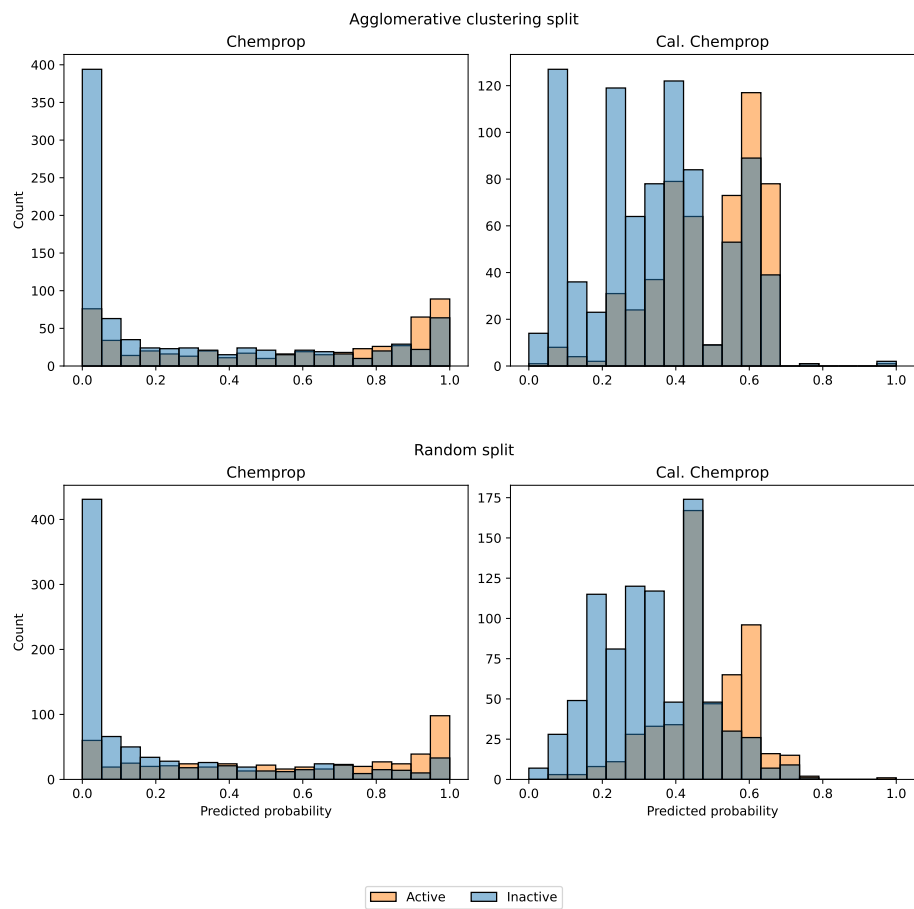 Agglomerative clustering split
Chemprop Cal. Chemprop
400
350
300
250
200
150
100
50
0
Count
0.0 0.2 0.4 0.6 0.8 1.0
120
100
80
60
40
20
0
0.0 0.2 0.4 0.6 0.8 1.0
Random split
Chemprop Cal. Chemprop
400
300
200
100
0
Count
0.0 0.2 0.4 0.6 0.8 1.0
Predicted probability
175
150
125
100
75
50
25
0
0.0 0.2 0.4 0.6 0.8 1.0
Predicted probability
Active Inactive